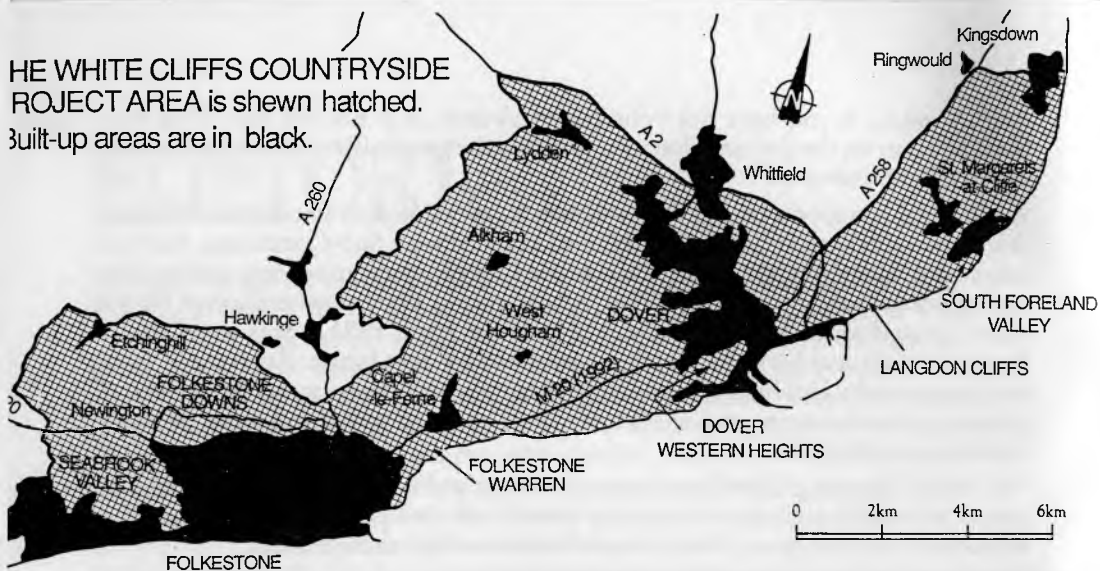 HE WHITE CLIFFS COUNTRYSIDE
ROJECT AREA is shewn hatched.
Built-up areas are in black.
Kingsdown
Ringwould
N
A 2
Lydden
Whitfield
A 258
A 260
St. Margarets
at Cliffe
Alkham
West
Hougham
DOVER
SOUTH FORELAND
VALLEY
Hawkinge
Etchinghill
LANGDON CLIFFS
FOLKESTONE
DOWNS
Capel
le-Ferne
M 20 (1992)
20
Newington
DOVER
WESTERN HEIGHTS
SEABROOK
VALLEY
FOLKESTONE
WARREN
0 2km 4km 6km
FOLKESTONE